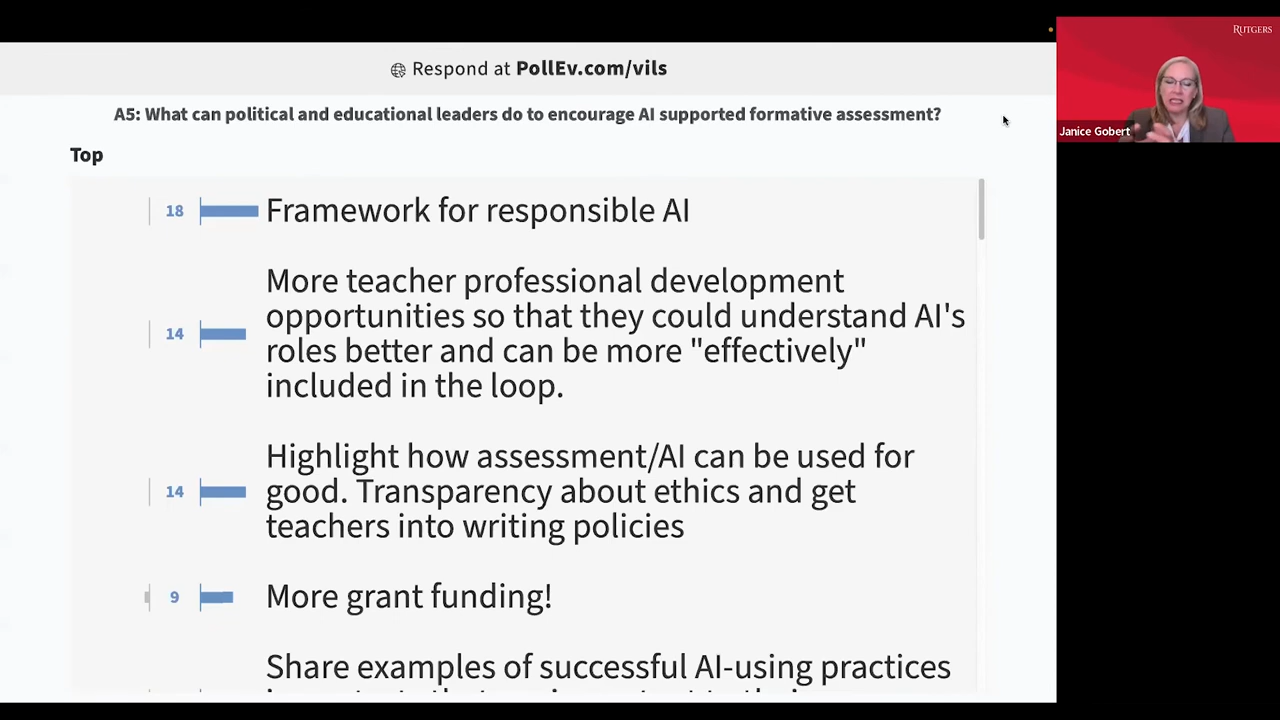 RUTGERS
Respond at PollEv.com/vils
A5: What can political and educational leaders do to encourage AI supported formative assessment?
Janice Gobert
Top
18 Framework for responsible AI
More teacher professional development
opportunities so that they could understand AI's
14 roles better and can be more "effectively"
included in the loop.
Highlight how assessment/AI can be used for
14 good. Transparency about ethics and get
teachers into writing policies
9 More grant funding!
Share examples of successful AI-using practices